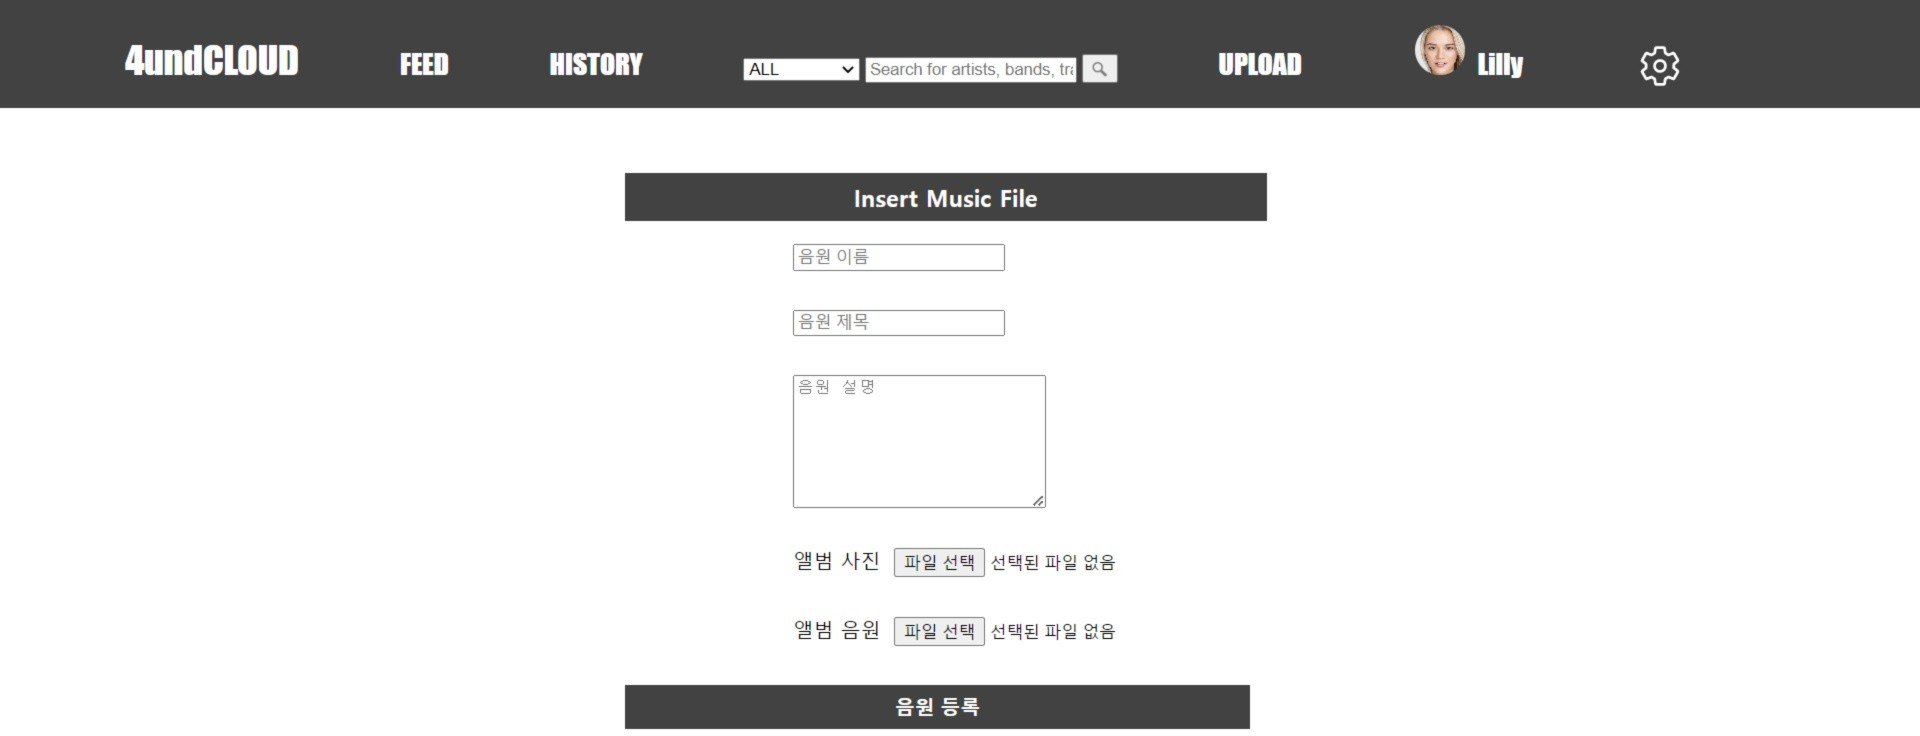 4undCLOUD FEED HISTORY ALL Search for artists, bands, tra UPLOAD Lilly
Insert Music File
음원 이름
음원 제목
음원 설명
앨범 사진 파일 선택 선택된 파일 없음
앨범 음원 파일 선택 선택된 파일 없음
음원 등록